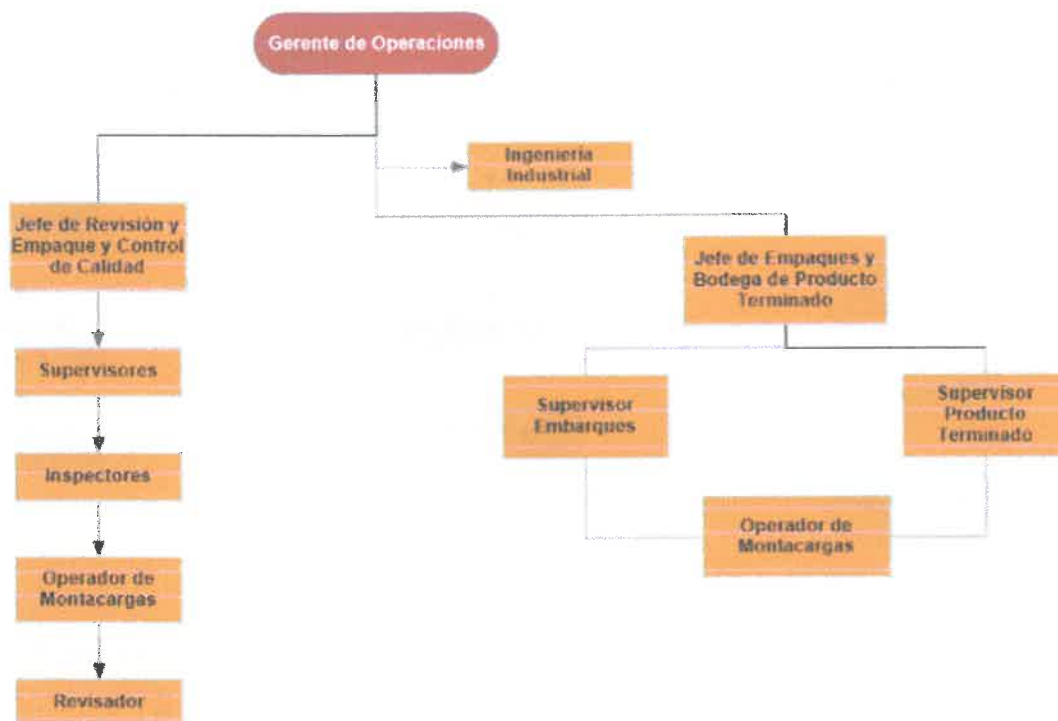 Gerente de Operaciones
Ingeniería
Industrial
Jefe de Revisión y
Empaque y Control
de Calidad
Jefe de Empaques y
Bodega de Producto
Terminado
Supervisores
Supervisor
Embarques
Supervisor
Producto
Terminado
Inspectores
Operador de
Montacargas
Operador de
Montacargas
Revisador